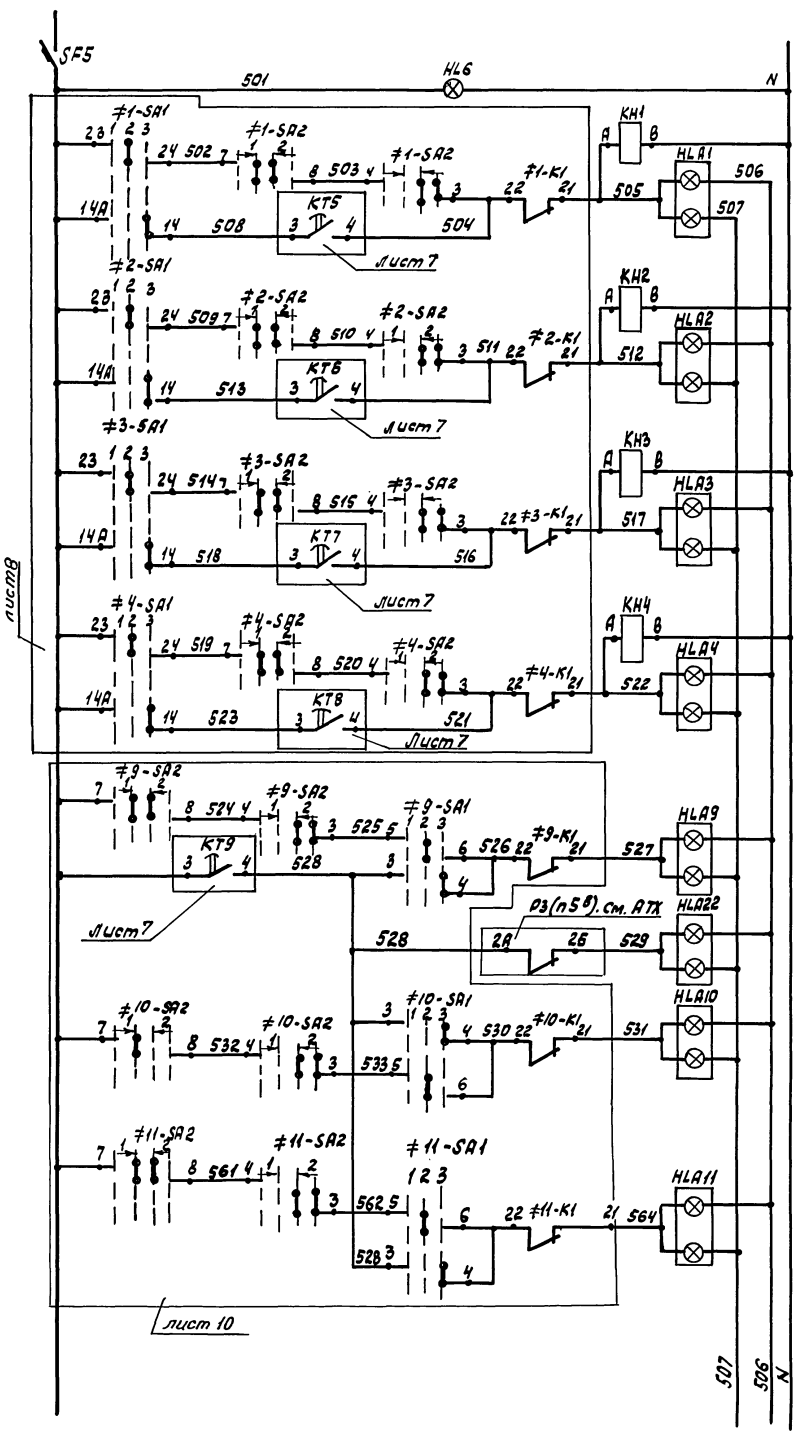 SF5
501 HL6 N
≠1-SA1
23 1 2 3 ≠1-SA2 KH1
24 502 7 1 2 8 503 4 ≠1-SA2 A B
1 2 3 22 ≠1-K1 21 505 HLA1 506
14A 507
KT5
14 508 3 4 504
Лист 7
≠2-SA1
23 1 2 3 ≠2-SA2 KH2
24 509 7 1 2 8 510 4 ≠2-SA2 A B
1 2 3 511 22 ≠2-K1 21 512 HLA2
14A
KT6
14 513 3 4
Лист 7
≠3-SA1
23 1 2 3 ≠3-SA2 KH3
24 514 7 1 2 8 515 4 ≠3-SA2 A B
3 22 ≠3-K1 21 517 HLA3
14A
KT7
14 518 3 4 516
Лист 7
лист 8
≠4-SA1
23 1 2 3 ≠4-SA2 KH4
24 519 7 1 2 8 520 4 ≠4-SA2 A B
1 2 3 22 ≠4-K1 21 522 HLA4
14A
KT8
14 523 3 4 521
Лист 7
≠9-SA2
7 1 2 8 524 4 ≠9-SA2
1 2 3 525 5 ≠9-SA1
1 2 3 6 526 22 ≠9-K1 21 527 HLA9
KT9
3 4 528 3 4
Лист 7
P3(п5⁸). см. АТХ
528 2А 2Б 529 HLA22
≠10-SA2
7 1 2 8 532 4 ≠10-SA2
1 2 3 533 5
3 ≠10-SA1
1 2 3 4 530 22 ≠10-K1 21 531 HLA10
6
≠11-SA2
7 1 2 8 561 4 ≠11-SA2
1 2 3 562 5 ≠11-SA1
1 2 3 6 22 ≠11-K1 21 564 HLA11
528 3 4
лист 10
507 506 N